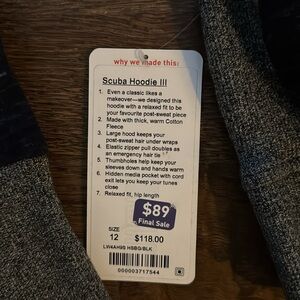 why we made this:
Scuba Hoodie III
1. Even a classic likes a
makeover—we designed this
hoodie with a relaxed fit to be
your favourite post-sweat piece
2. Made with thick, warm Cotton
Fleece
3. Large hood keeps your
post-sweat hair under wraps
4. Elastic zipper pull doubles as
an emergency hair tie
5. Thumbholes help keep your
sleeves down and hands warm
6. Hidden media pocket with cord
exit lets you keep your tunes
close
7. Relaxed fit, hip length
$89
Final Sale
SIZE
12 $118.00
LW4AH9S HSBG/BLK
000003717544